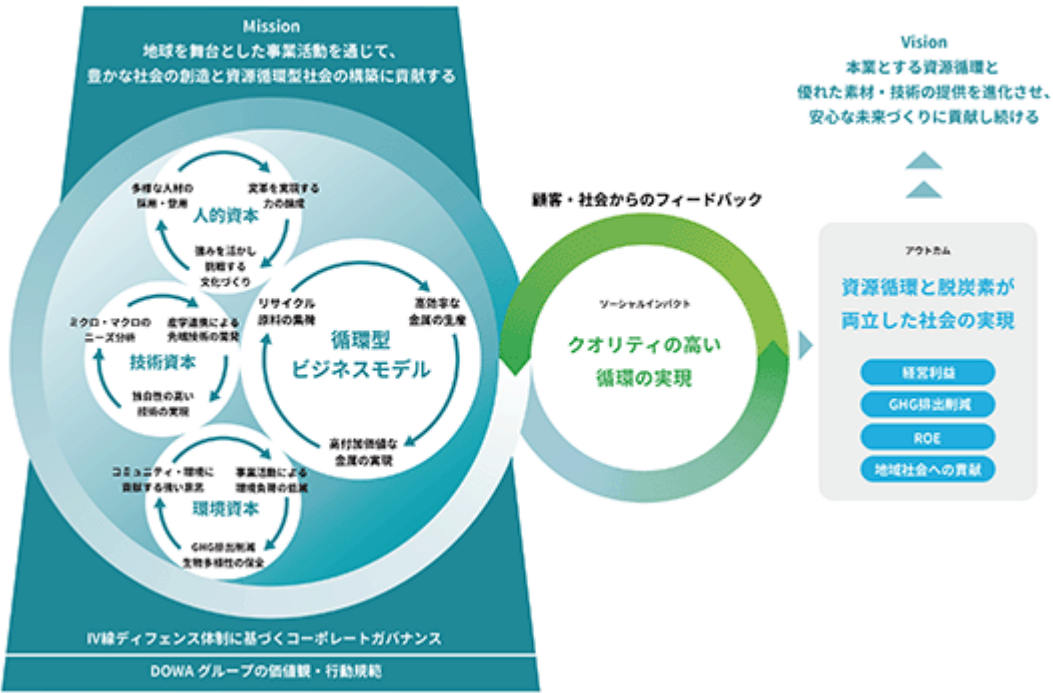 Mission
地球を舞台とした事業活動を通じて、
豊かな社会の創造と資源循環型社会の構築に貢献する
多様な人材の
採用・登用
変革を実現する
力の醸成
人的資本
強みを活かし
挑戦する
文化づくり
ミクロ・マクロの
ニーズ分析
産学連携による
先端技術の開発
技術資本
独自性の高い
技術の実現
コミュニティ・環境に
貢献する強い意志
事業活動による
環境負荷の低減
環境資本
GHG排出削減
生物多様性の保全
リサイクル
原料の集荷
高効率な
金属の生産
循環型
ビジネスモデル
高付加価値な
金属の実現
IV線ディフェンス体制に基づくコーポレートガバナンス
DOWA グループの価値観・行動規範
顧客・社会からのフィードバック
ソーシャルインパクト
クオリティの高い
循環の実現
Vision
本業とする資源循環と
優れた素材・技術の提供を進化させ、
安心な未来づくりに貢献し続ける
アウトカム
資源循環と脱炭素が
両立した社会の実現
経営利益
GHG排出削減
ROE
地域社会への貢献